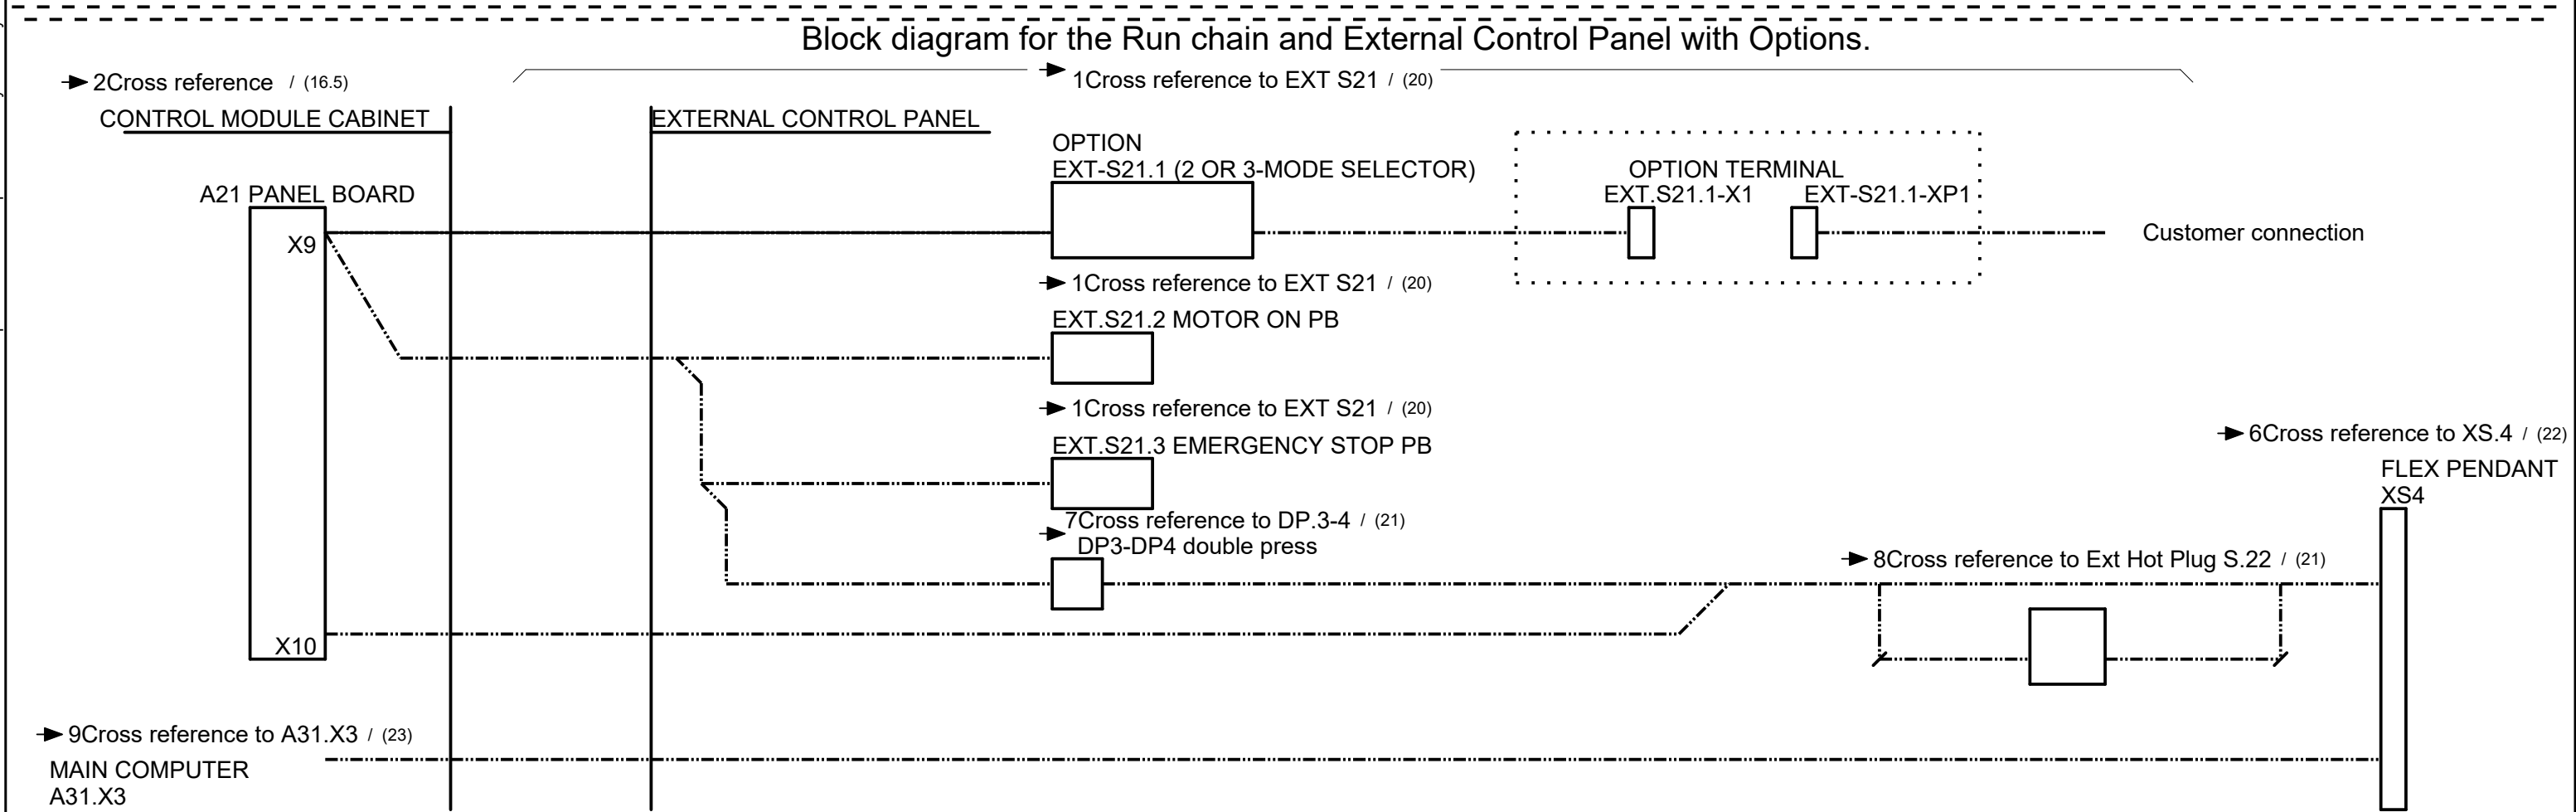 Block diagram for the Run chain and External Control Panel with Options.
2Cross reference / (16.5)
1Cross reference to EXT S21 / (20)
CONTROL MODULE CABINET
EXTERNAL CONTROL PANEL
OPTION
EXT-S21.1 (2 OR 3-MODE SELECTOR)
OPTION TERMINAL
A21 PANEL BOARD
EXT.S21.1-X1
EXT-S21.1-XP1
X9
Customer connection
1Cross reference to EXT S21 / (20)
EXT.S21.2 MOTOR ON PB
1Cross reference to EXT S21 / (20)
EXT.S21.3 EMERGENCY STOP PB
6Cross reference to XS.4 / (22)
FLEX PENDANT
XS4
7Cross reference to DP.3-4 / (21)
DP3-DP4 double press
8Cross reference to Ext Hot Plug S.22 / (21)
X10
9Cross reference to A31.X3 / (23)
MAIN COMPUTER
A31.X3